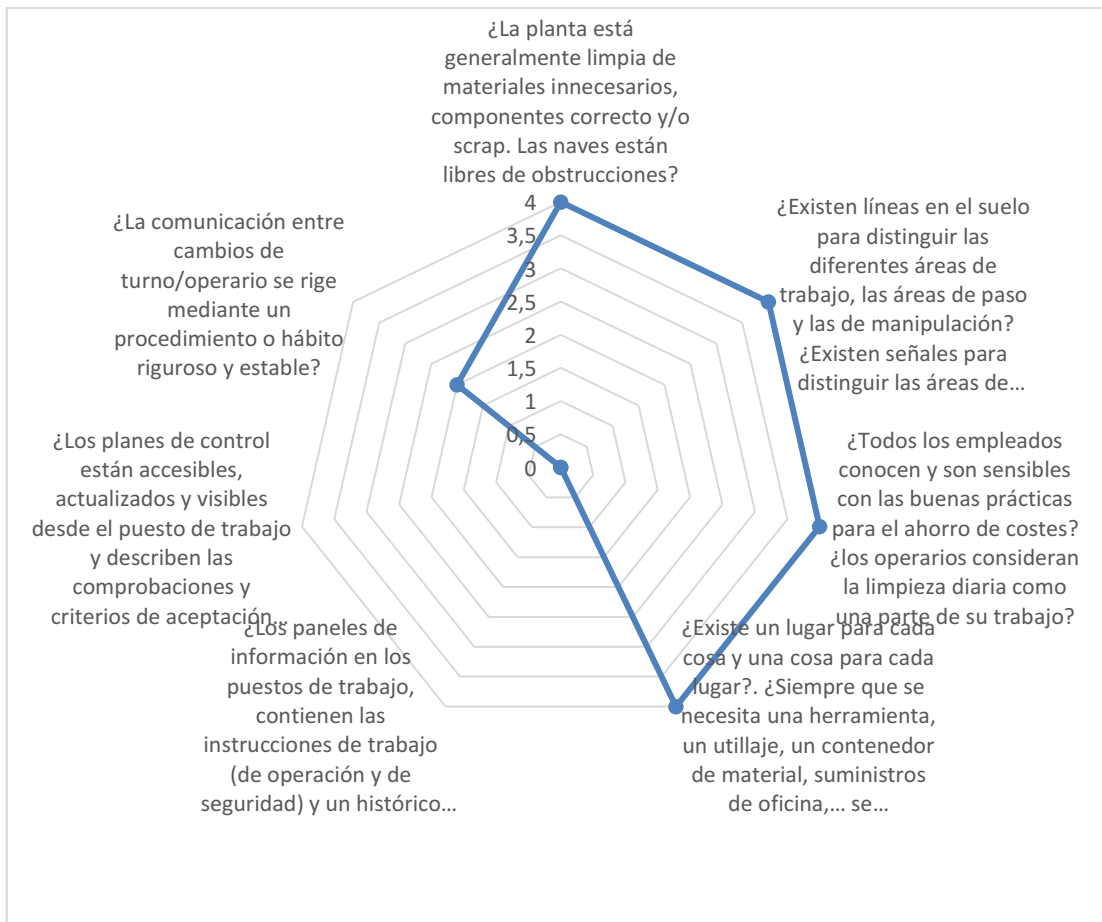 ¿La planta está
generalmente limpia de
materiales innecesarios,
componentes correcto y/o
scrap. Las naves están
libres de obstrucciones?
¿Existen líneas en el suelo
para distinguir las
diferentes áreas de
trabajo, las áreas de paso
y las de manipulación?
¿Existen señales para
distinguir las áreas de…
¿Todos los empleados
conocen y son sensibles
con las buenas prácticas
para el ahorro de costes?
¿los operarios consideran
la limpieza diaria como
una parte de su trabajo?
¿Existe un lugar para cada
cosa y una cosa para cada
lugar?. ¿Siempre que se
necesita una herramienta,
un utillaje, un contenedor
de material, suministros
de oficina,… se…
¿Los paneles de
información en los
puestos de trabajo,
contienen las
instrucciones de trabajo
(de operación y de
seguridad) y un histórico…
¿Los planes de control
están accesibles,
actualizados y visibles
desde el puesto de trabajo
y describen las
comprobaciones y
criterios de aceptación…
¿La comunicación entre
cambios de
turno/operario se rige
mediante un
procedimiento o hábito
riguroso y estable?
4
3,5
3
2,5
2
1,5
1
0,5
0